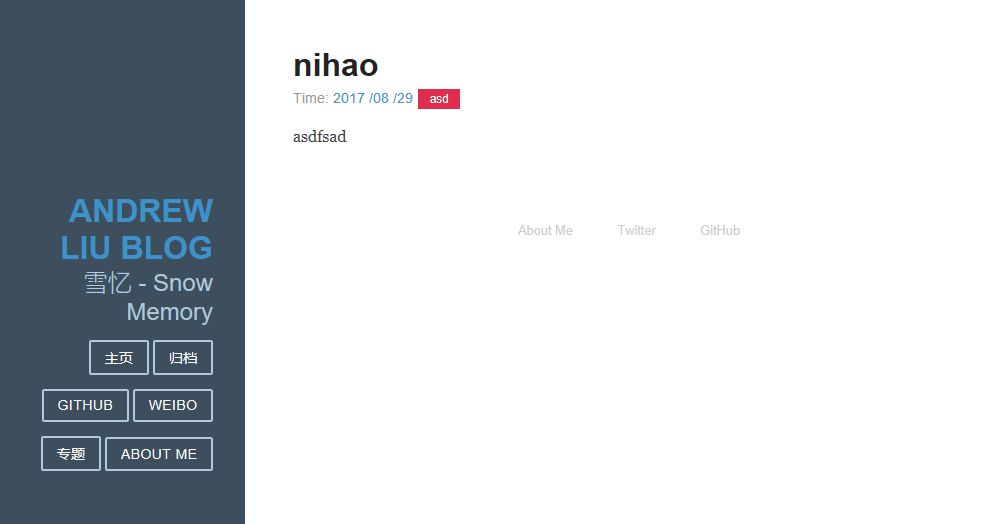 ANDREW
LIU BLOG
雪忆 - Snow
Memory
主页 归档
GITHUB WEIBO
专题 ABOUT ME
nihao
Time: 2017 /08 /29 asd
asdfsad
About Me Twitter GitHub